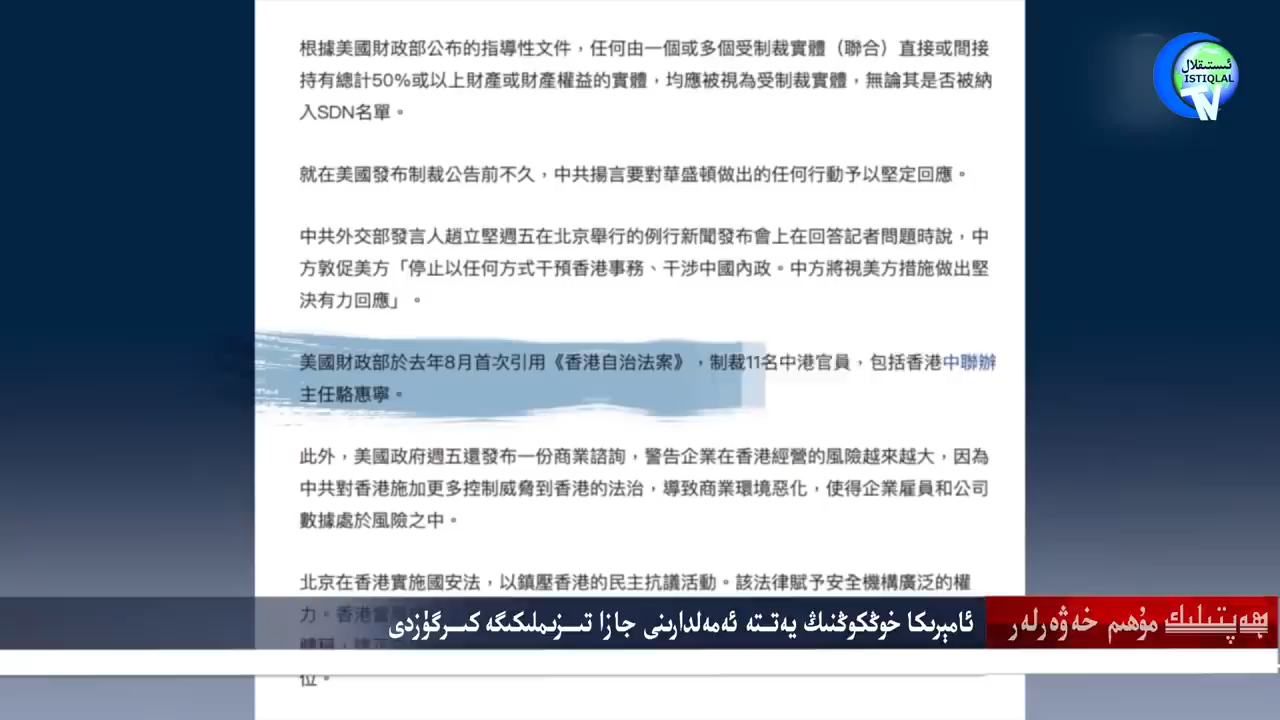 根據美國財政部公布的指導性文件，任何由一個或多個受制裁實體（聯合）直接或間接
持有總計50%或以上財產或財產權益的實體，均應被視為受制裁實體，無論其是否被納
入SDN名單。
就在美國發布制裁公告前不久，中共揚言要對華盛頓做出的任何行動予以堅定回應。
中共外交部發言人趙立堅週五在北京舉行的例行新聞發布會上在回答記者問題時說，中
方敦促美方「停止以任何方式干預香港事務、干涉中國內政。中方將視美方措施做出堅
決有力回應」。
美國財政部於去年8月首次引用《香港自治法案》，制裁11名中港官員，包括香港中聯辦
主任駱惠寧。
此外，美國政府週五還發布一份商業諮詢，警告企業在香港經營的風險越來越大，因為
中共對香港施加更多控制威脅到香港的法治，導致商業環境惡化，使得企業雇員和公司
數據處於風險之中。
北京在香港實施國安法，以鎮壓香港的民主抗議活動。該法律賦予安全機構廣泛的權
力。香港
位。
ئىستىقلال
ISTIQLAL
TV
ھەپتىلىك مۇھىم خەۋەرلەر
ئامېرىكا خوڭكوڭنىڭ يەتتە ئەمەلدارىنى جازا تىزىملىكىگە كىرگۈزدى